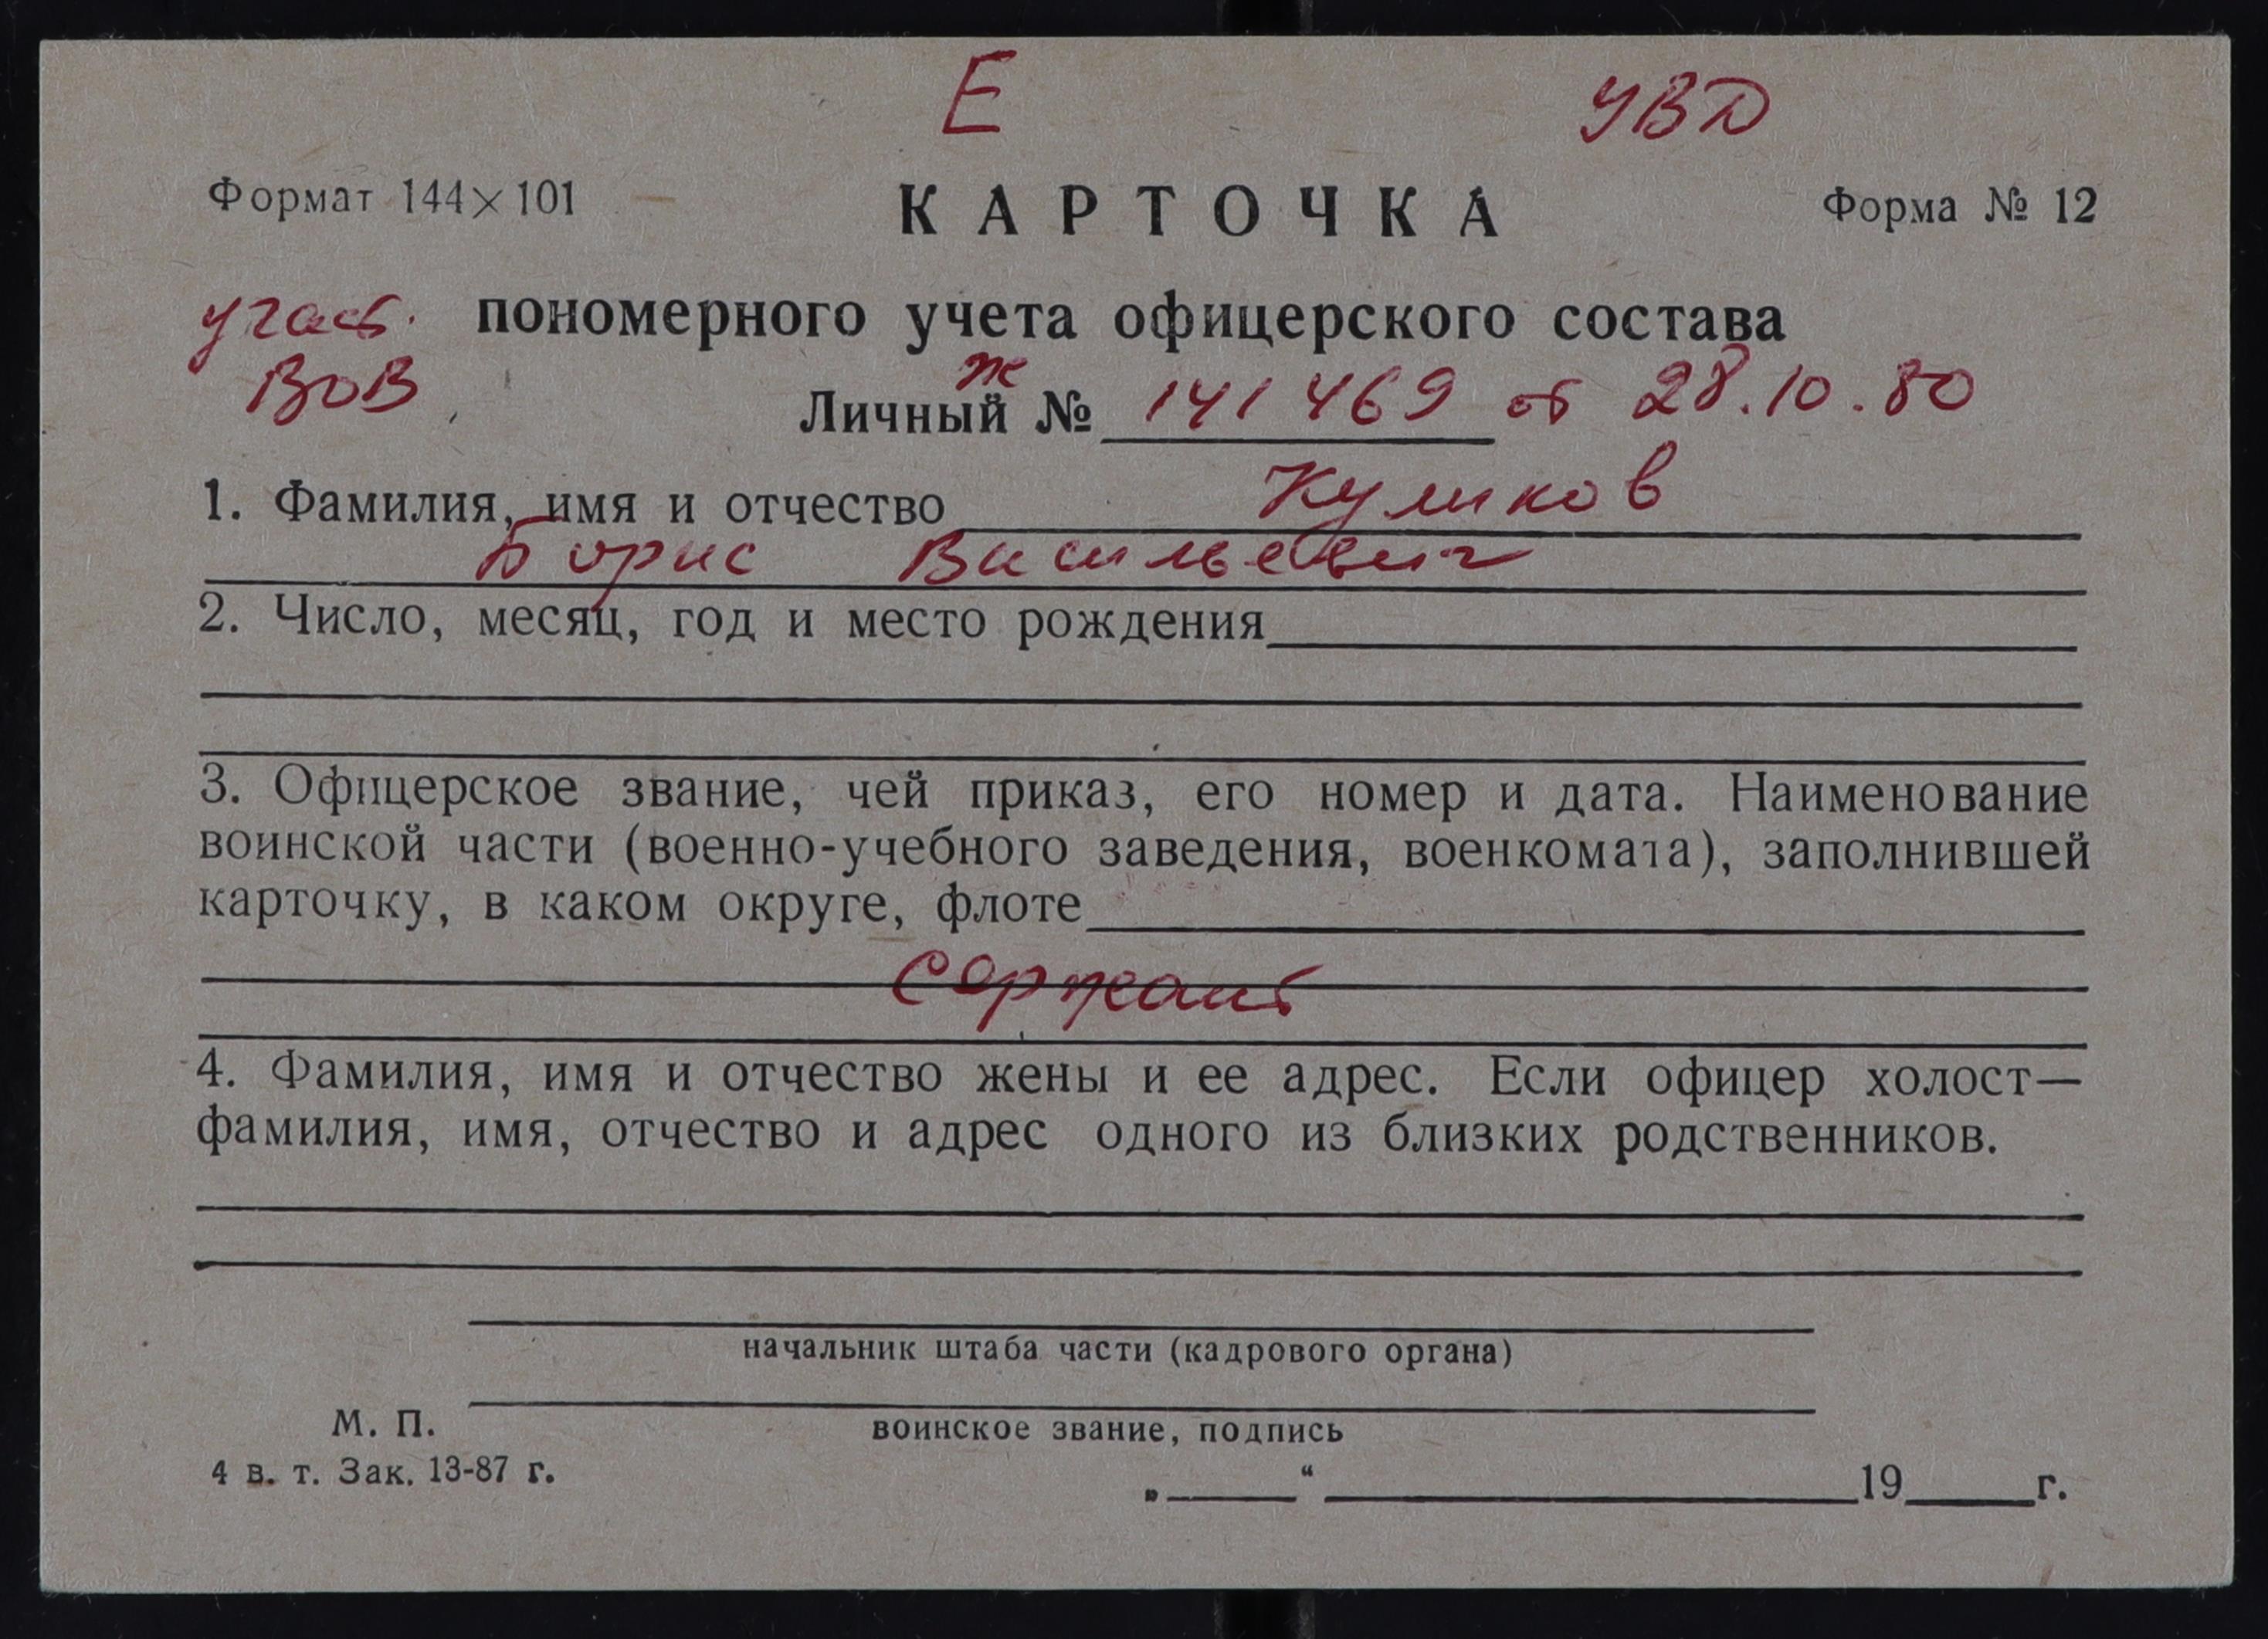 Е УВД
Формат 144×101 КАРТОЧКА Форма № 12
участ. пономерного учета офицерского состава
ВОВ
ж
Личный № 141469 от 28.10.80
1. Фамилия, имя и отчество Куликов
Борис Васильевич
2. Число, месяц, год и место рождения
3. Офицерское звание, чей приказ, его номер и дата. Наименование
воинской части (военно-учебного заведения, военкомата), заполнившей
карточку, в каком округе, флоте
сержант
4. Фамилия, имя и отчество жены и ее адрес. Если офицер холост—
фамилия, имя, отчество и адрес одного из близких родственников.
начальник штаба части (кадрового органа)
М. П.
воинское звание, подпись
4 в. т. Зак. 13-87 г.
„ “ 19 г.